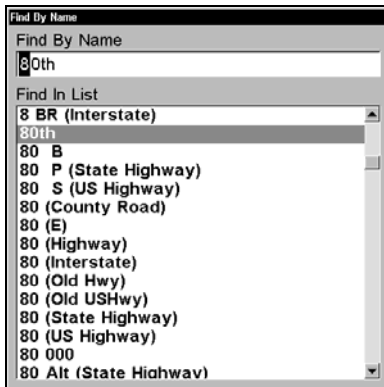 Find By Name
Find By Name
80th
Find In List
8 BR (Interstate)
80th
80 B
80 P (State Highway)
80 S (US Highway)
80 (County Road)
80 (E)
80 (Highway)
80 (Interstate)
80 (Old Hwy)
80 (Old USHwy)
80 (State Highway)
80 (US Highway)
80 000
80 Alt (State Highway)